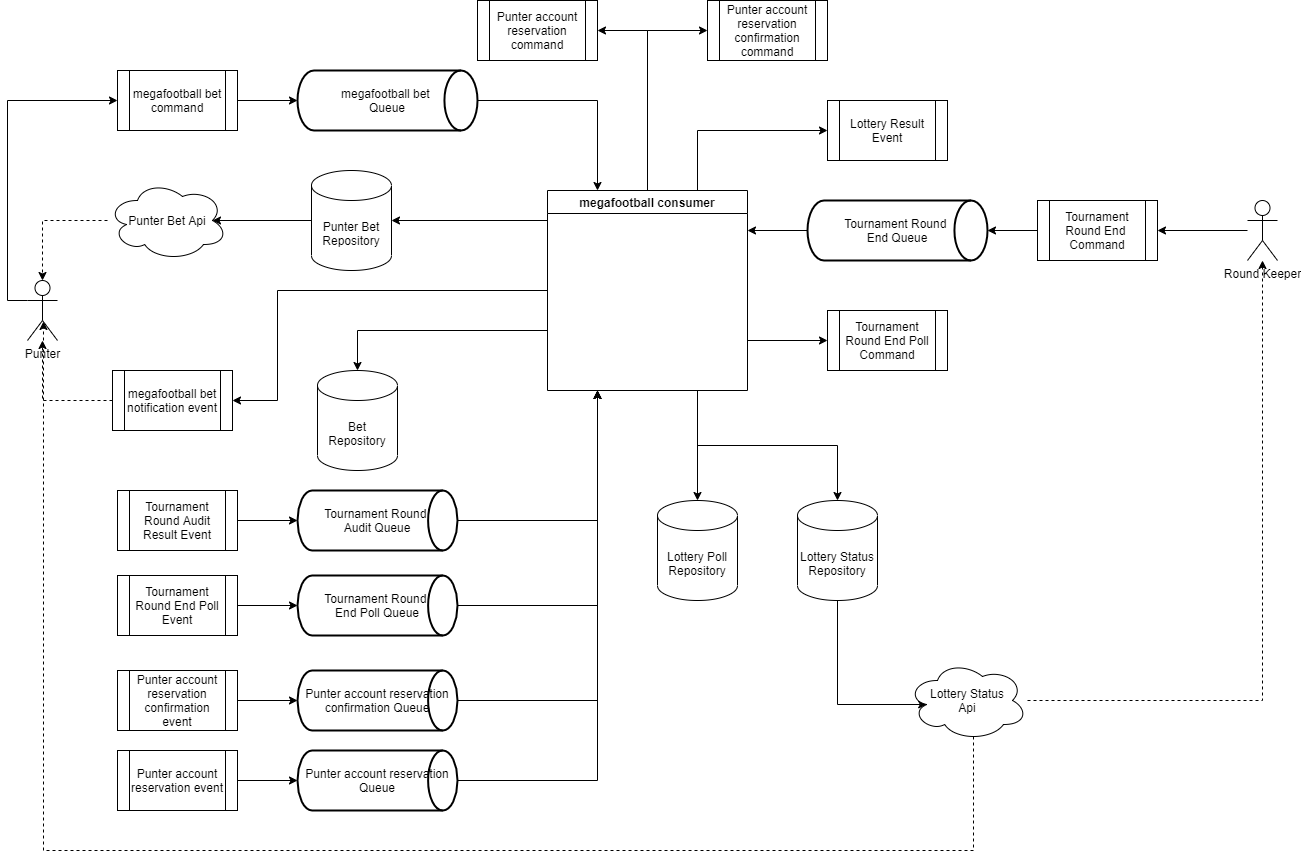 Punter account
reservation
command
Punter account
reservation
confirmation
command
megafootball bet
command
megafootball bet
Queue
Lottery Result
Event
megafootball consumer
Punter Bet Api
Punter Bet
Repository
Tournament Round
End Queue
Tournament
Round End
Command
Round Keeper
Punter
Tournament
Round End Poll
Command
megafootball bet
notification event
Bet
Repository
Tournament
Round Audit
Result Event
Tournament Round
Audit Queue
Lottery Poll
Repository
Lottery Status
Repository
Tournament
Round End Poll
Event
Tournament Round
End Poll Queue
Punter account
reservation
confirmation
event
Punter account reservation
confirmation Queue
Lottery Status
Api
Punter account
reservation event
Punter account reservation
Queue